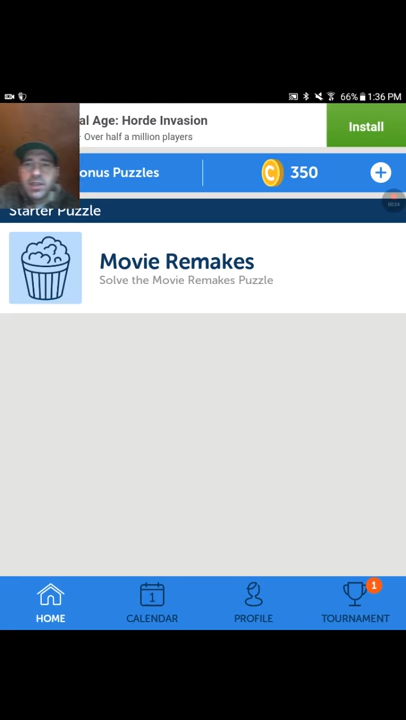 66% 1:36 PM
al Age: Horde Invasion
Over half a million players
Install
onus Puzzles
C 350 +
Starter Puzzle
Movie Remakes
Solve the Movie Remakes Puzzle
1
1
HOME
CALENDAR
PROFILE
TOURNAMENT